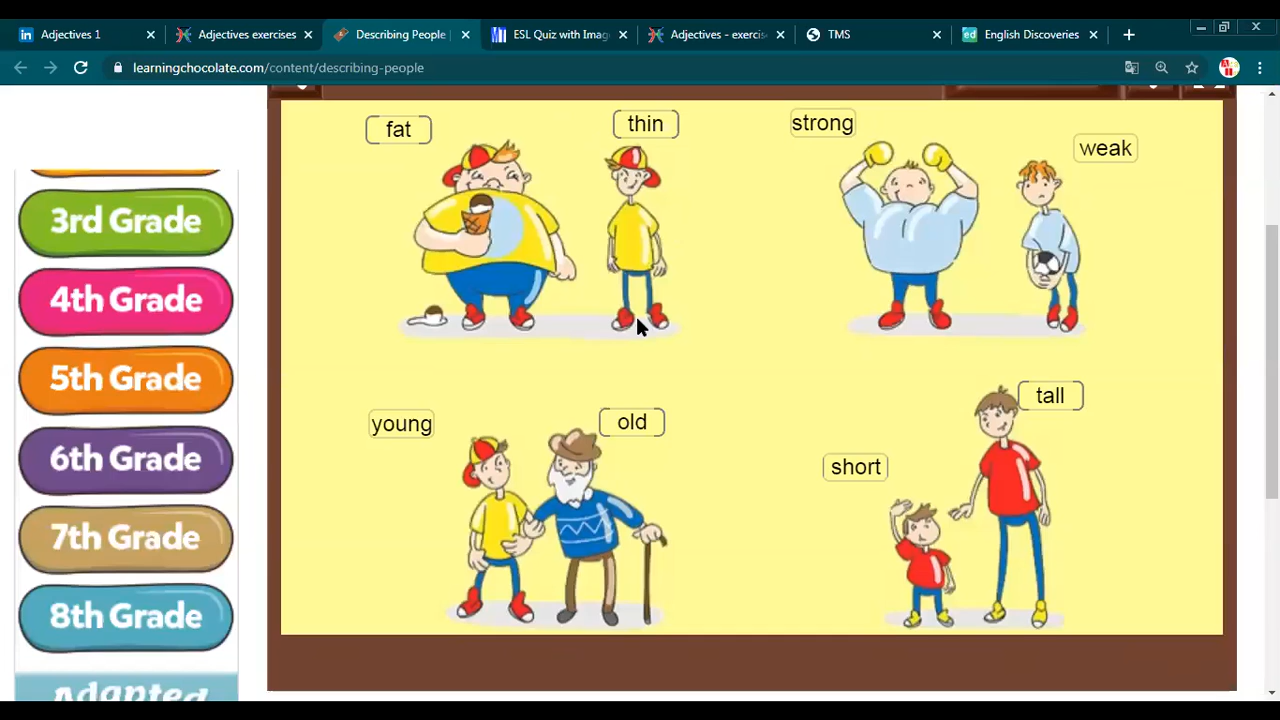 Adjectives 1
Adjectives exercises
Describing People |
ESL Quiz with Imag
Adjectives - exercis
TMS
English Discoveries
learningchocolate.com/content/describing-people
3rd Grade
4th Grade
5th Grade
6th Grade
7th Grade
8th Grade
Adapted
fat
thin
strong
weak
young
old
short
tall